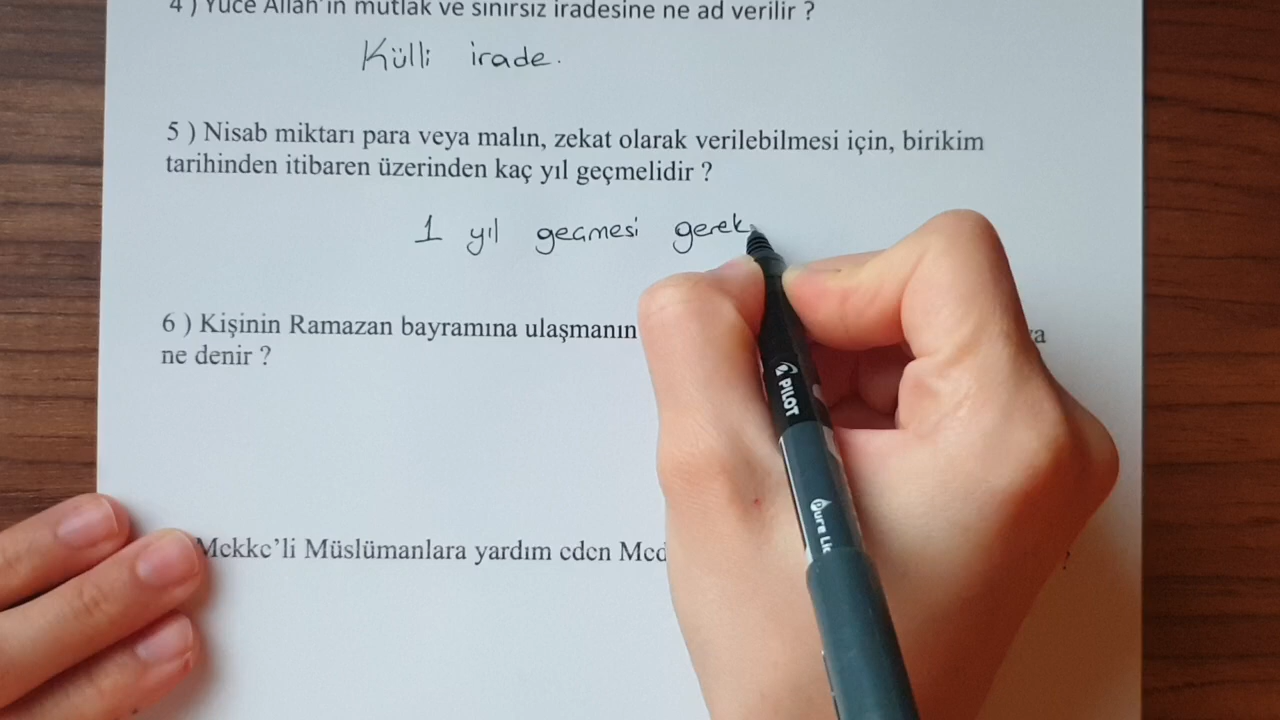 4 ) Yüce Allah'ın mutlak ve sınırsız iradesine ne ad verilir ?
Külli irade.
5 ) Nisab miktarı para veya malın, zekat olarak verilebilmesi için, birikim
tarihinden itibaren üzerinden kaç yıl geçmelidir ?
1 yıl geçmesi gerek
6 ) Kişinin Ramazan bayramına ulaşmanın
ne denir ?
Mekke'li Müslümanlara yardım eden Med
PILOT
Pure Li